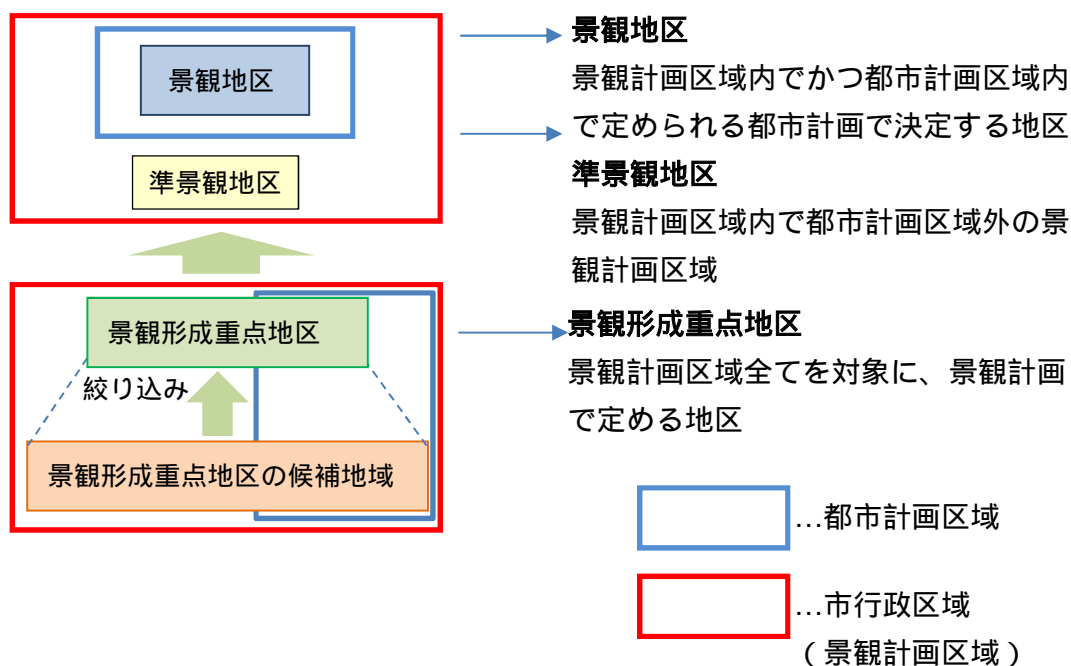 景観地区
準景観地区
景観形成重点地区
絞り込み
景観形成重点地区の候補地域
景観地区
景観計画区域内でかつ都市計画区域内
で定められる都市計画で決定する地区
準景観地区
景観計画区域内で都市計画区域外の景
観計画区域
景観形成重点地区
景観計画区域全てを対象に、景観計画
で定める地区
…都市計画区域
…市行政区域
（景観計画区域）